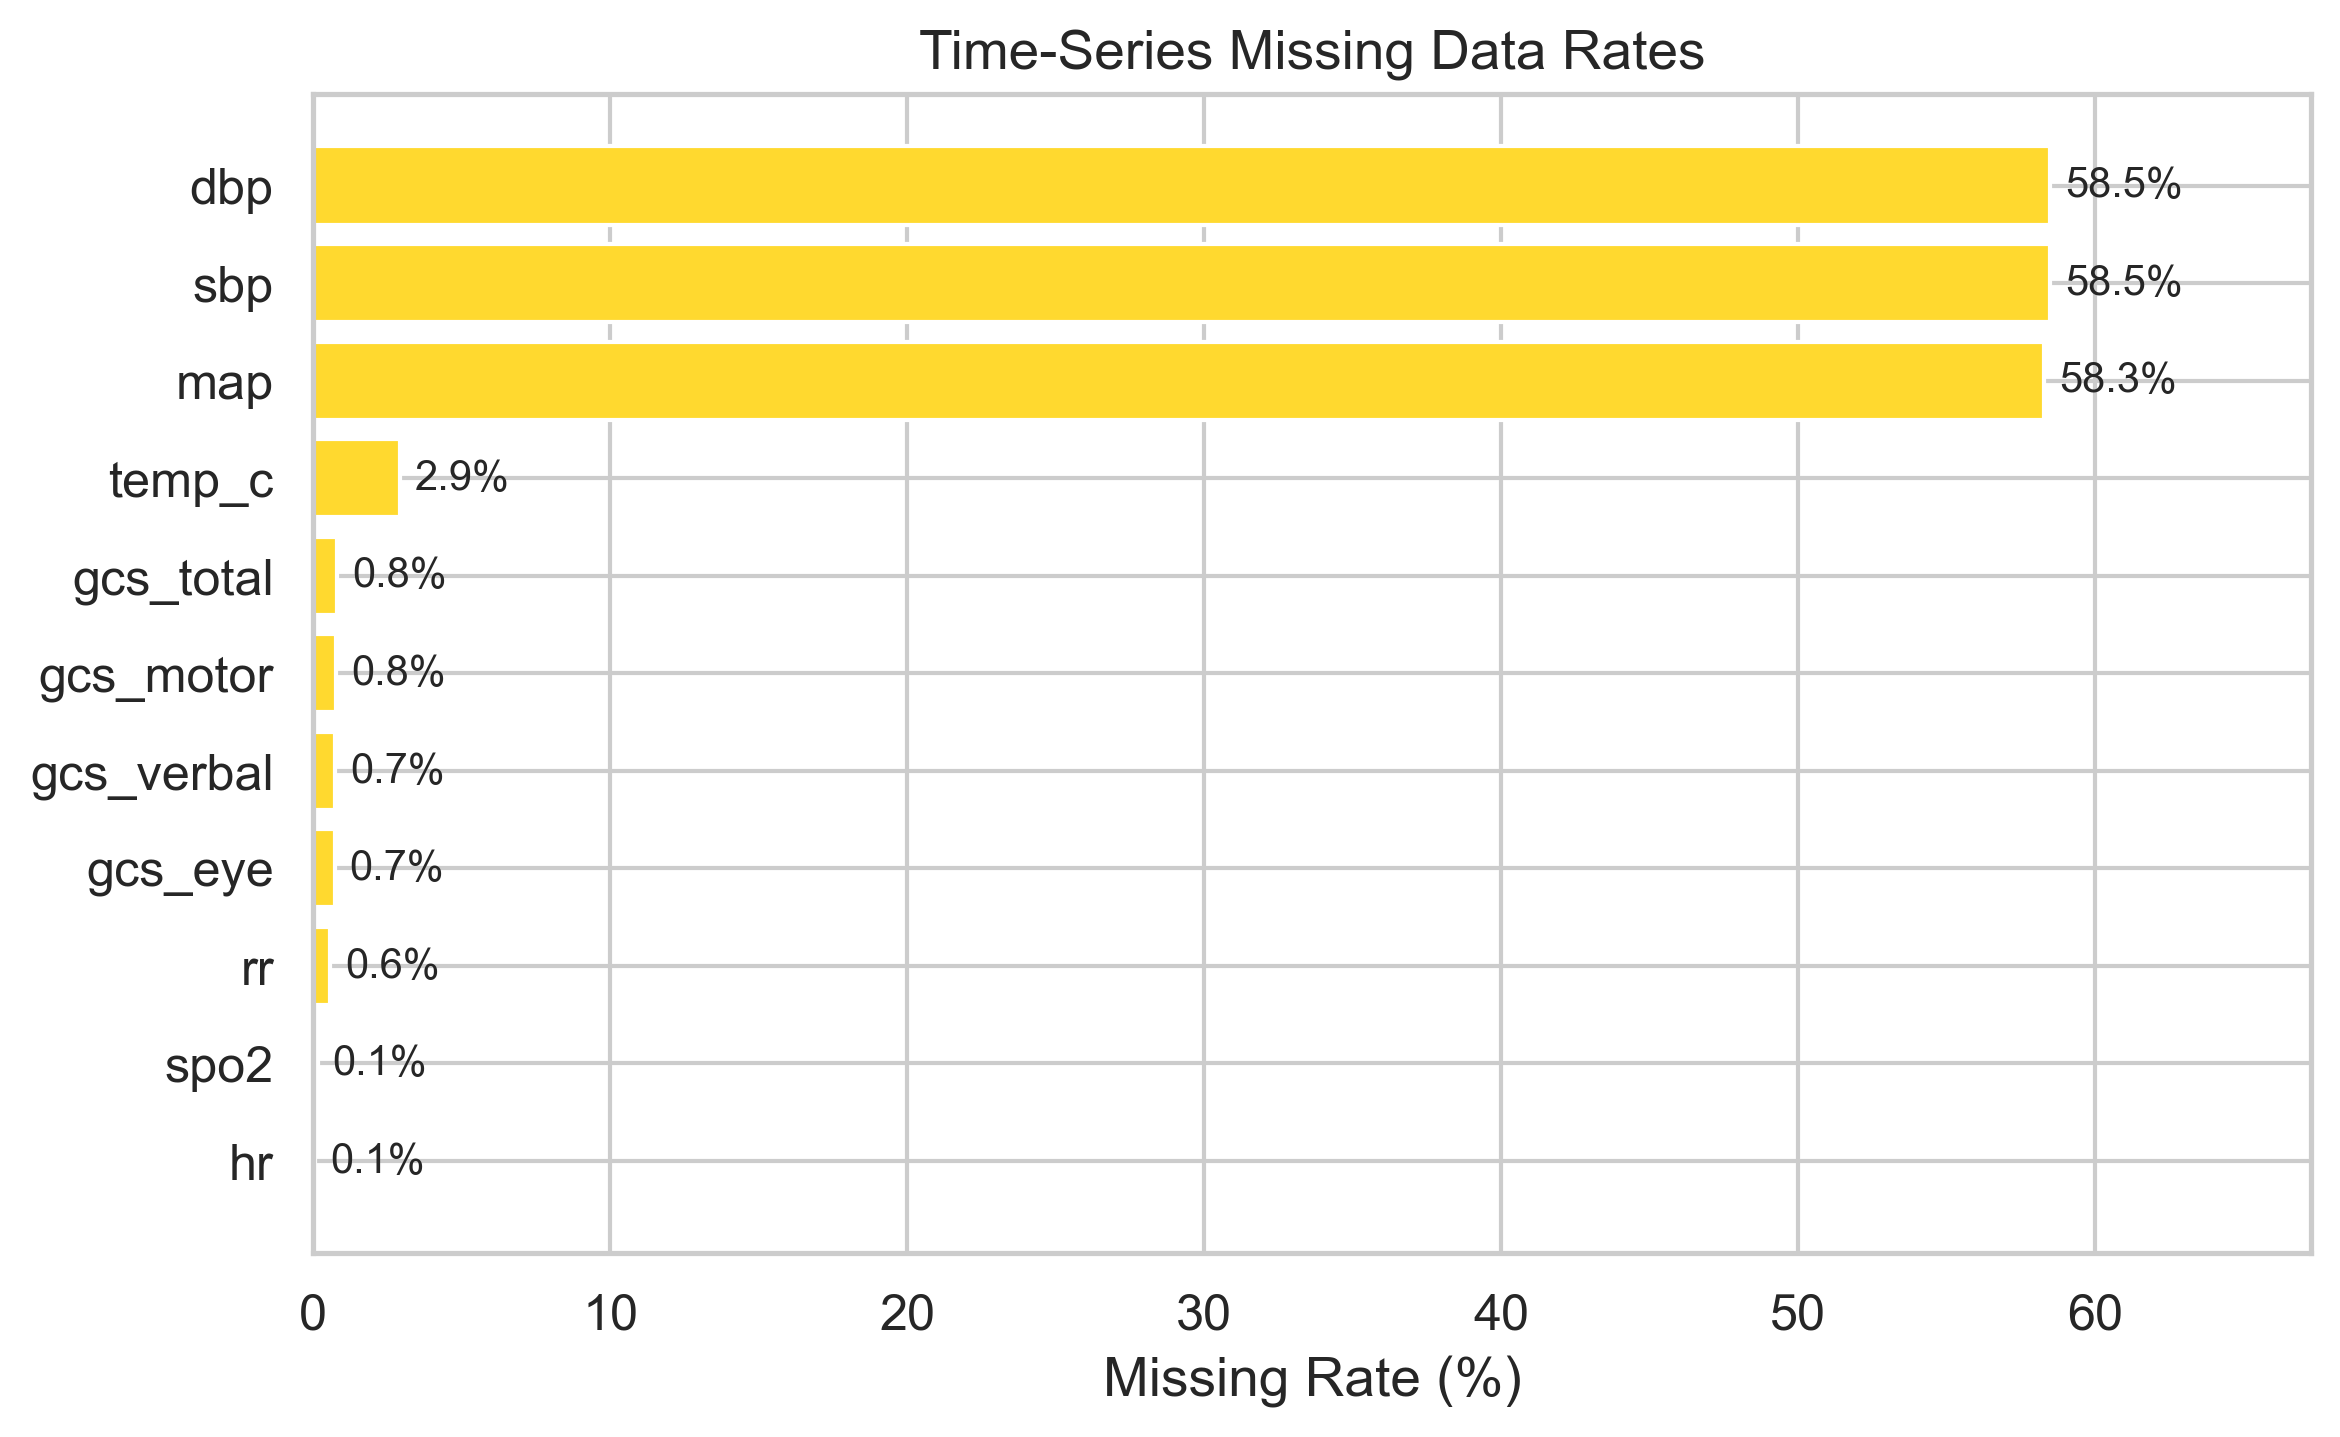 Time-Series Missing Data Rates
dbp 58.5%
sbp 58.5%
map 58.3%
temp_c 2.9%
gcs_total 0.8%
gcs_motor 0.8%
gcs_verbal 0.7%
gcs_eye 0.7%
rr 0.6%
spo2 0.1%
hr 0.1%
0 10 20 30 40 50 60
Missing Rate (%)